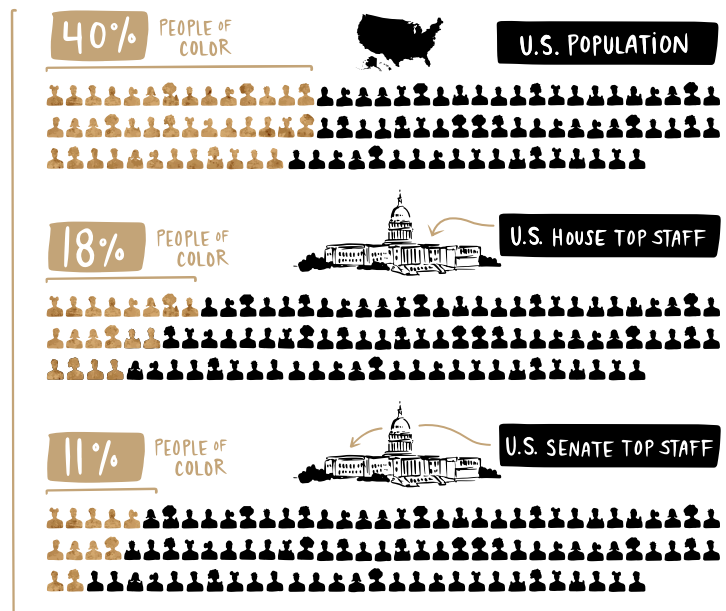 40%
PEOPLE OF
COLOR
U.S. POPULATION
18%
PEOPLE OF
COLOR
U.S. HOUSE TOP STAFF
11%
PEOPLE OF
COLOR
U.S. SENATE TOP STAFF